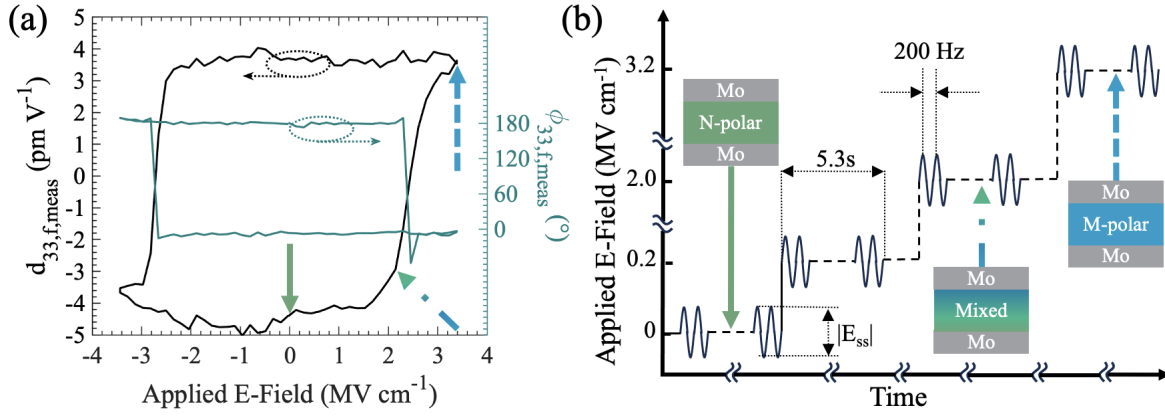 (a)
d33,f,meas (pm V-1)
5
4
3
2
1
0
-1
-2
-3
-4
-5
-4
-3
-2
-1
0
1
2
3
4
Applied E-Field (MV cm-1)
180
120
60
0
ϕ33,f,meas (°)
(b)
Applied E-Field (MV cm-1)
3.2
2.0
0.2
0
Mo
N-polar
Mo
5.3s
200 Hz
|Ess|
Mo
Mixed
Mo
Mo
M-polar
Mo
Time